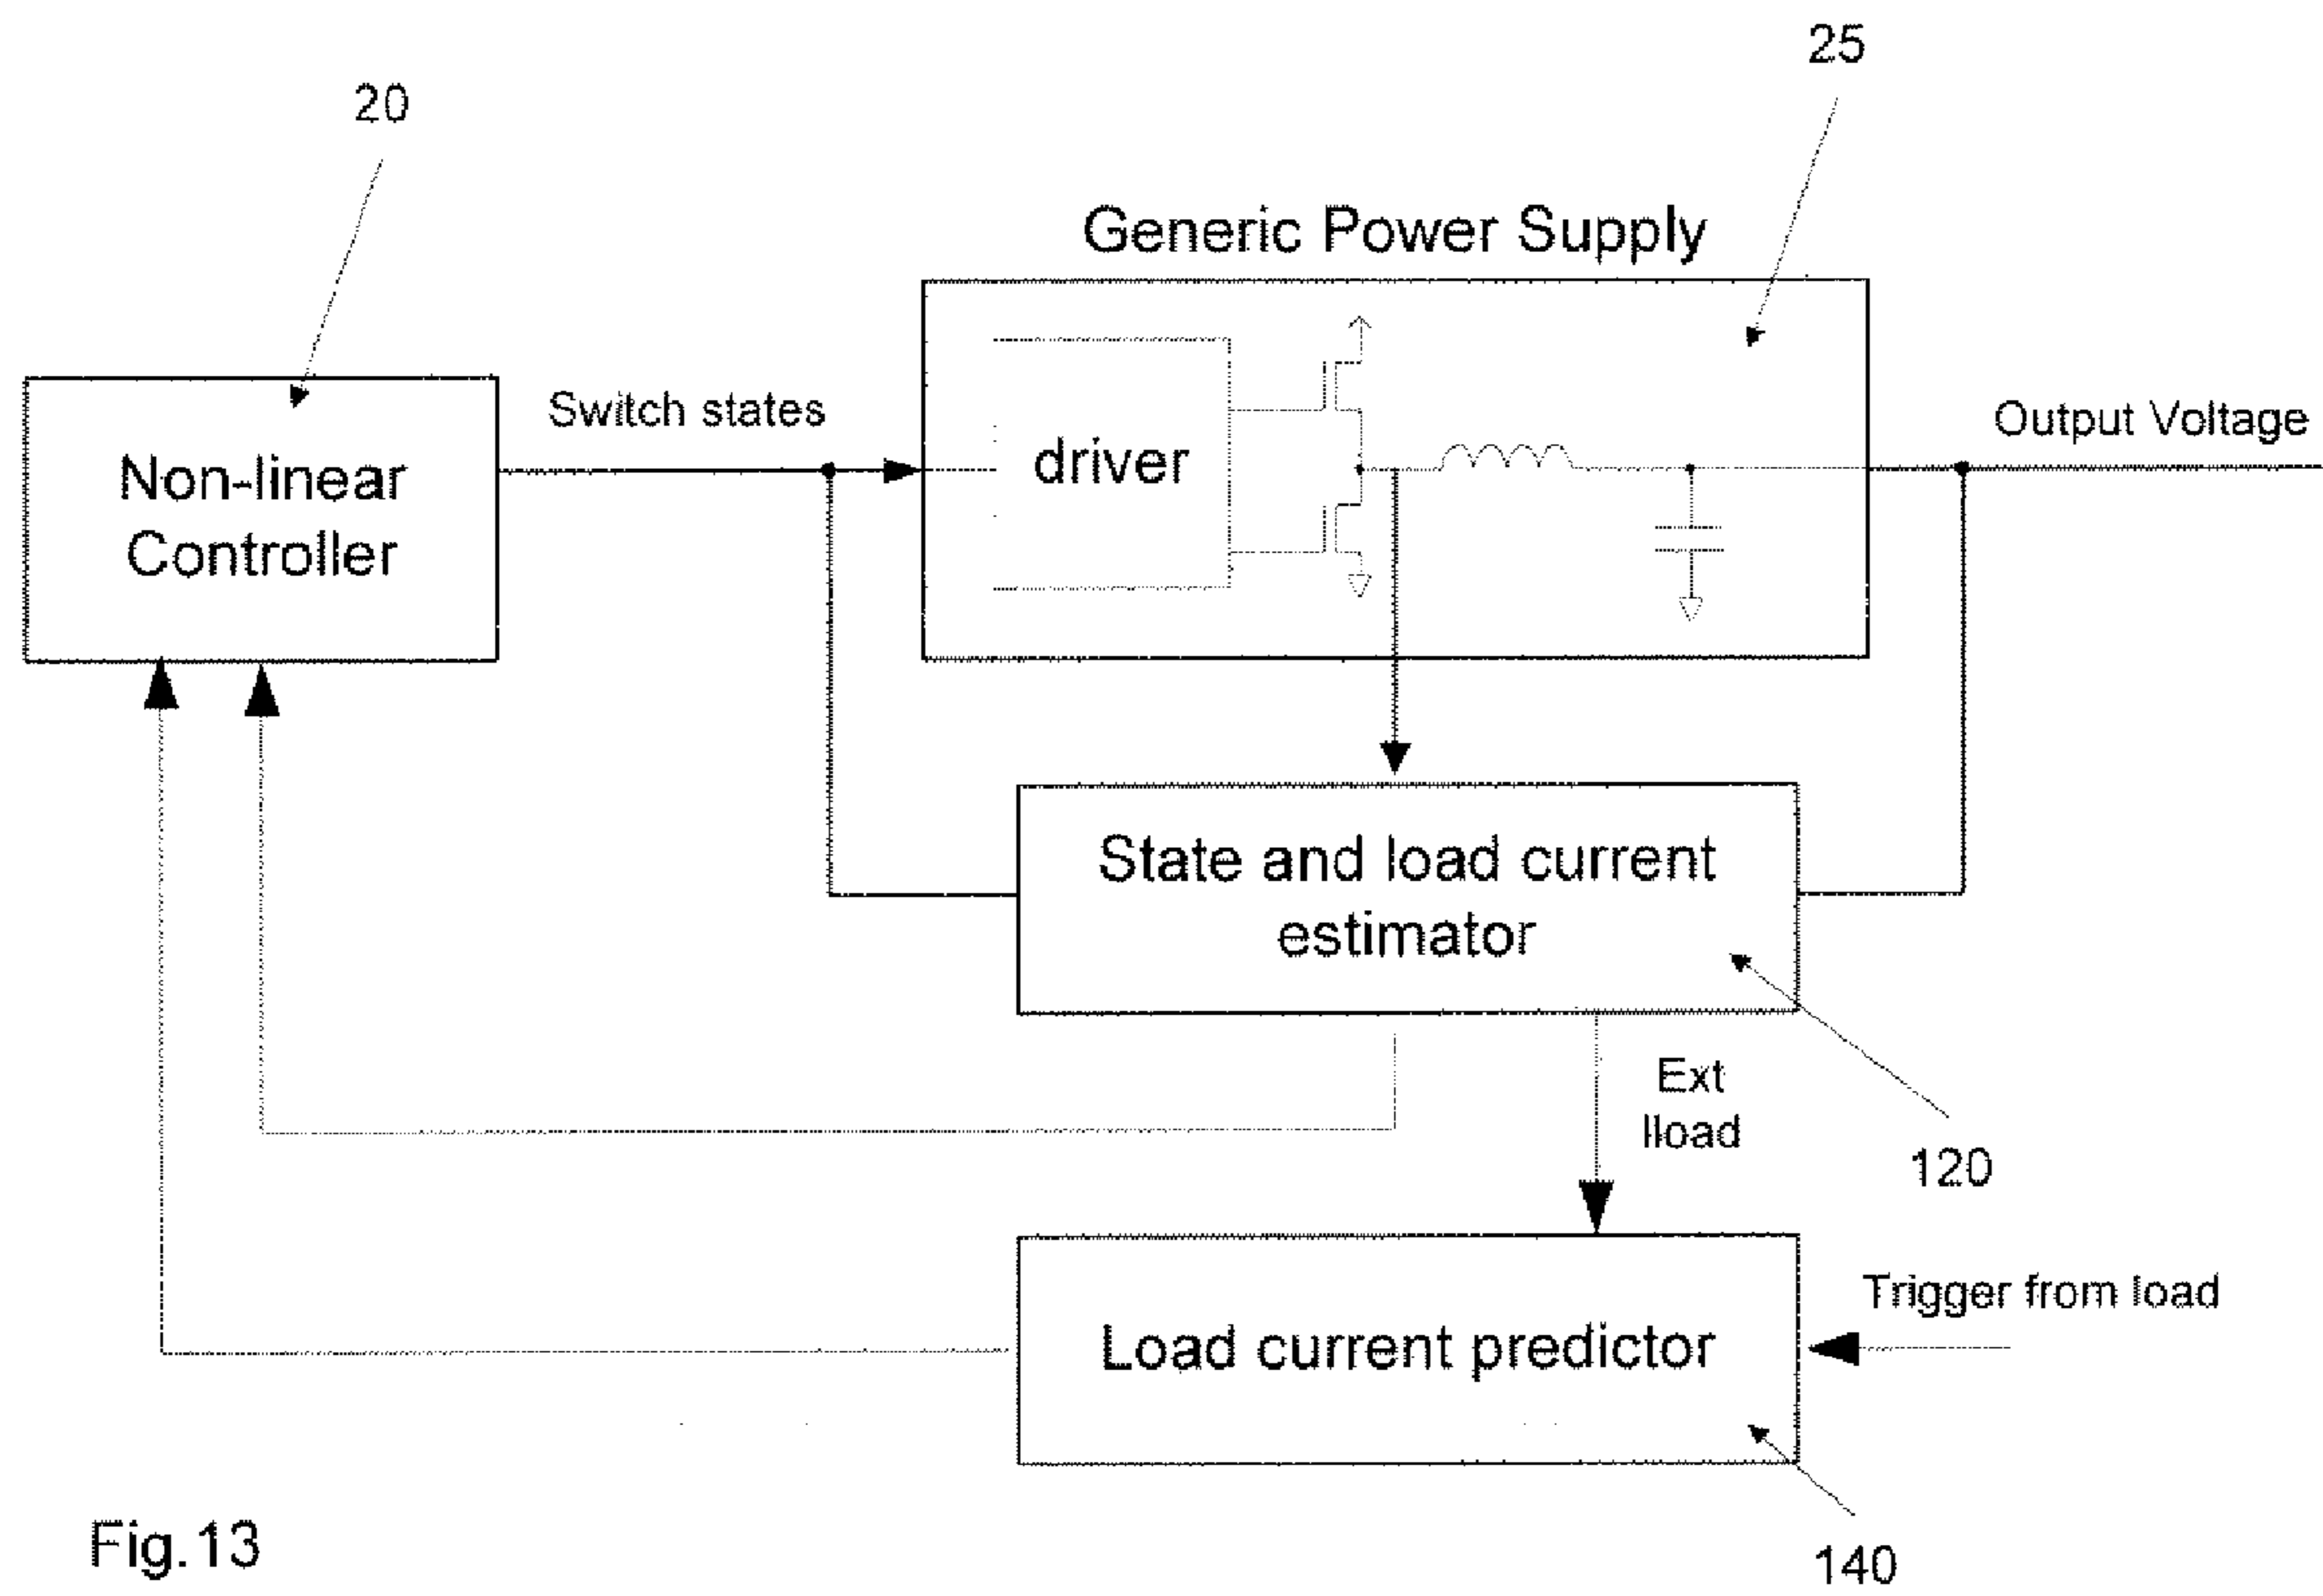 25
20
Generic Power Supply
Switch states
Output Voltage
driver
Non-linear
Controller
State and load current
estimator
Ext
Iload
120
Trigger from load
Load current predictor
Fig.13
140